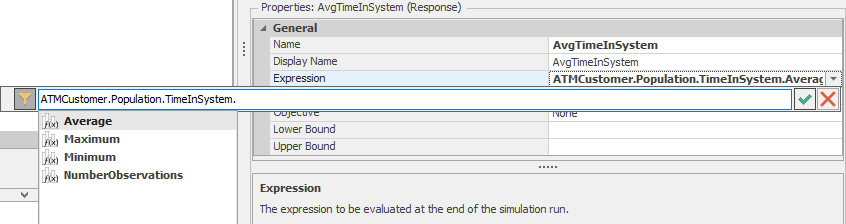 Properties: AvgTimeInSystem (Response)
General
Name AvgTimeInSystem
Display Name AvgTimeInSystem
Expression ATMCustomer.Population.TimeInSystem.Averag
ATMCustomer.Population.TimeInSystem.
Objective None
f(x) Average
Lower Bound
f(x) Maximum
Upper Bound
f(x) Minimum
f(x) NumberObservations
Expression
The expression to be evaluated at the end of the simulation run.